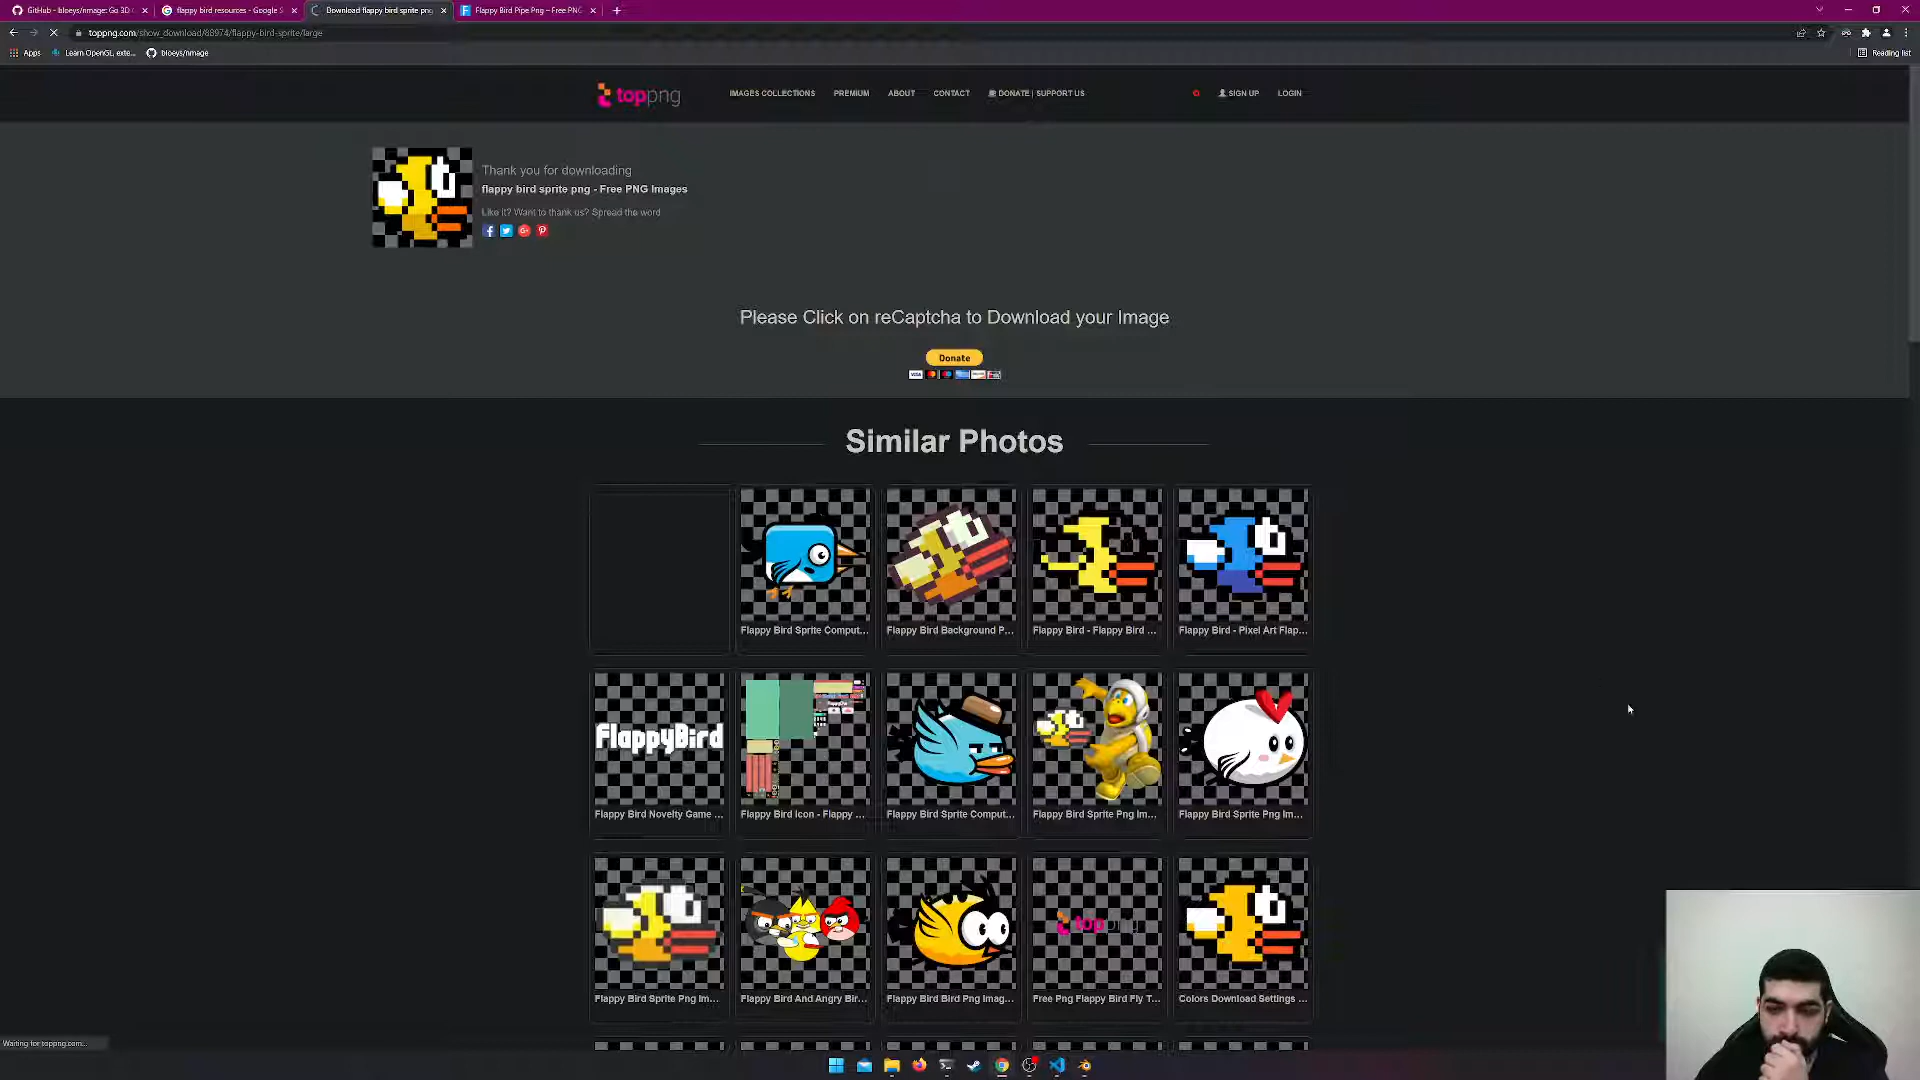 GitHub - bloeys/nmage: Go 3D
flappy bird resources - Google S
Download flappy bird sprite png
Flappy Bird Pipe Png – Free PNG
toppng.com/show_download/88974/flappy-bird-sprite/large
Apps
Learn OpenGL, exte...
bloeys/nmage
Reading list
toppng
IMAGES COLLECTIONS
PREMIUM
ABOUT
CONTACT
DONATE | SUPPORT US
SIGN UP
LOGIN
Thank you for downloading
flappy bird sprite png - Free PNG Images
Like it? Want to thank us? Spread the word
Please Click on reCaptcha to Download your Image
Donate
VISA
Similar Photos
Flappy Bird Sprite Comput...
Flappy Bird Background P...
Flappy Bird - Flappy Bird ...
Flappy Bird - Pixel Art Flap...
FlappyBird
Flappy Bird Novelty Game ...
Flappy Bird Icon - Flappy ...
Flappy Bird Sprite Comput...
Flappy Bird Sprite Png Im...
Flappy Bird Sprite Png Im...
toppng
Flappy Bird Sprite Png Im...
Flappy Bird And Angry Bir...
Flappy Bird Bird Png Imag...
Free Png Flappy Bird Fly T...
Colors Download Settings ...
Waiting for toppng.com...